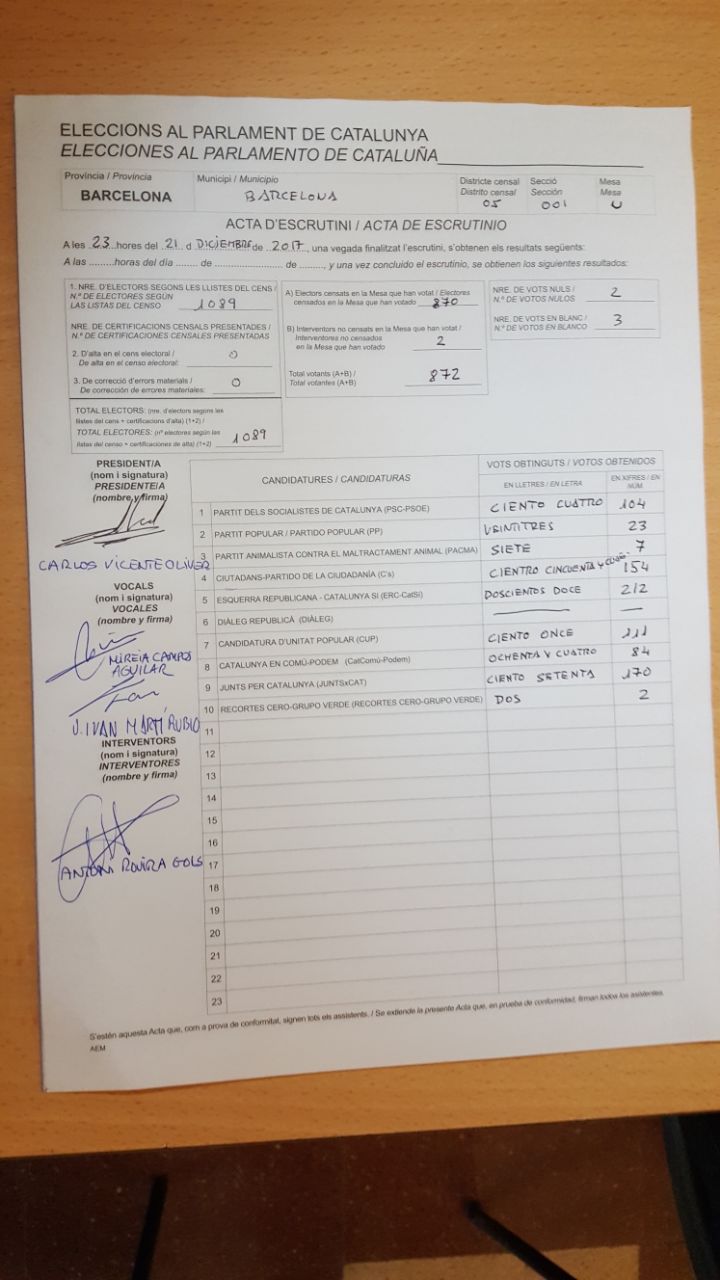 ELECCIONS AL PARLAMENT DE CATALUNYA
ELECCIONES AL PARLAMENTO DE CATALUÑA
Província / Provincia
BARCELONA
Municipi / Municipio
BARCELONA
Districte censal
Distrito censal
05
Secció
Sección
001
Mesa
Mesa
U
ACTA D'ESCRUTINI / ACTA DE ESCRUTINIO
A les 23 hores del 21 d DICIEMBRE de 2017, una vegada finalitzat l'escrutini, s'obtenen els resultats següents:
A las .........horas del día ........ de ..................... de ........, y una vez concluido el escrutinio, se obtienen los siguientes resultados:
1. NRE. D'ELECTORS SEGONS LES LLISTES DEL CENS /
N.º DE ELECTORES SEGÚN
LAS LISTAS DEL CENSO 1089
NRE. DE CERTIFICACIONS CENSALS PRESENTADES /
N.º DE CERTIFICACIONES CENSALES PRESENTADAS
2. D'alta en el cens electoral /
De alta en el censo electoral: 0
3. De correcció d'errors materials /
De corrección de errores materiales: 0
TOTAL ELECTORS: (nre. d'electors segons les
llistes del cens + certificacions d'alta) (1+2) /
TOTAL ELECTORES: (nº electores según las
listas del censo + certificaciones de alta) (1+2) 1089
A) Electors censats en la Mesa que han votat / Electores
censados en la Mesa que han votado 870
B) Interventors no censats en la Mesa que han votat /
Interventores no censados
en la Mesa que han votado 2
Total votants (A+B) /
Total votantes (A+B) 872
NRE. DE VOTS NULS /
N.º DE VOTOS NULOS 2
NRE. DE VOTS EN BLANC /
N.º DE VOTOS EN BLANCO 3
PRESIDENT/A
(nom i signatura)
PRESIDENTE/A
(nombre y firma)
CARLOS VICENTE OLIVER
VOCALS
(nom i signatura)
VOCALES
(nombre y firma)
MIREIA CAMPOS
AGUILAR
J. IVAN MARTÍ RUBIO
INTERVENTORS
(nom i signatura)
INTERVENTORES
(nombre y firma)
ANTONI ROVIRA GOLS
CANDIDATURES / CANDIDATURAS
VOTS OBTINGUTS / VOTOS OBTENIDOS
EN LLETRES / EN LETRA
EN XIFRES / EN NÚM.
1 PARTIT DELS SOCIALISTES DE CATALUNYA (PSC-PSOE) CIENTO CUATRO 104
2 PARTIT POPULAR / PARTIDO POPULAR (PP) VEINTITRES 23
3 PARTIT ANIMALISTA CONTRA EL MALTRACTAMENT ANIMAL (PACMA) SIETE 7
4 CIUTADANS-PARTIDO DE LA CIUDADANÍA (C's) CIENTRO CINCUENTA Y 154
5 ESQUERRA REPUBLICANA - CATALUNYA SÍ (ERC-CatSí) DOSCIENTOS DOCE 212
6 DIÀLEG REPUBLICÀ (DIÀLEG) — —
7 CANDIDATURA D'UNITAT POPULAR (CUP) CIENTO ONCE 111
8 CATALUNYA EN COMÚ-PODEM (CatComú-Podem) OCHENTA Y CUATRO 84
9 JUNTS PER CATALUNYA (JUNTSxCAT) CIENTO SETENTA 170
10 RECORTES CERO-GRUPO VERDE (RECORTES CERO-GRUPO VERDE) DOS 2
11
12
13
14
15
16
17
18
19
20
21
22
23
S'estén aquesta Acta que, com a prova de conformitat, signen tots els assistents. / Se extiende la presente Acta que, en prueba de conformidad, firman todos los asistentes.
AEM